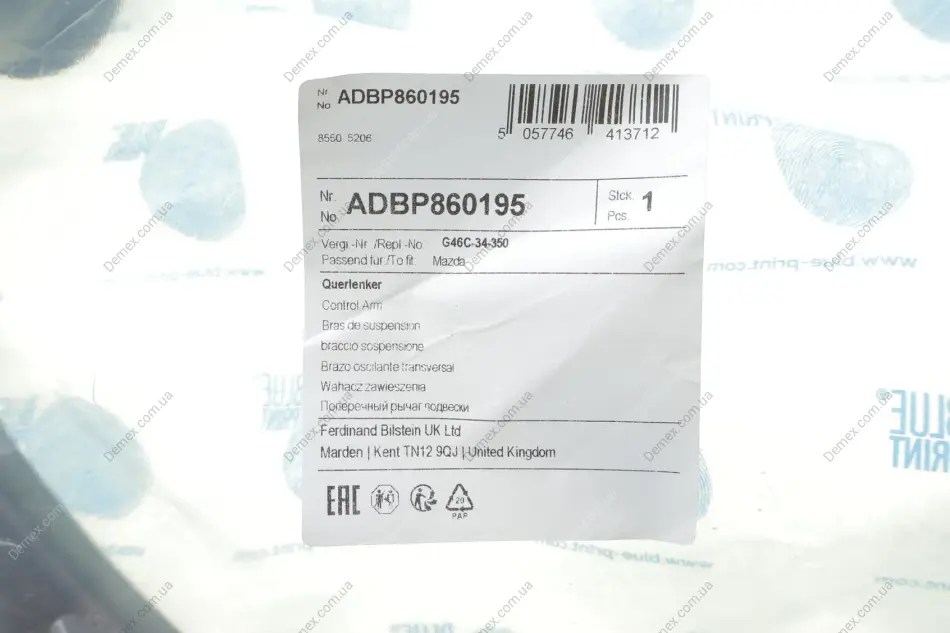 Nr.
No.
ADBP860195
8550 5206
5 057746 413712
Nr.
No.
ADBP860195
Stck.
Pcs.
1
Vergl.-Nr./Repl.-No. G46C-34-350
Passend für:/To fit: Mazda
Querlenker
Control Arm
Bras de suspension
braccio sospensione
Brazo oscilante transversal
Wahacz zawieszenia
Поперечный рычаг подвески
Ferdinand Bilstein UK Ltd
Marden | Kent TN12 9QJ | United Kingdom
EAC
20
PAP
www.blue-print.com
BLUE
PRINT
Demex.com.ua